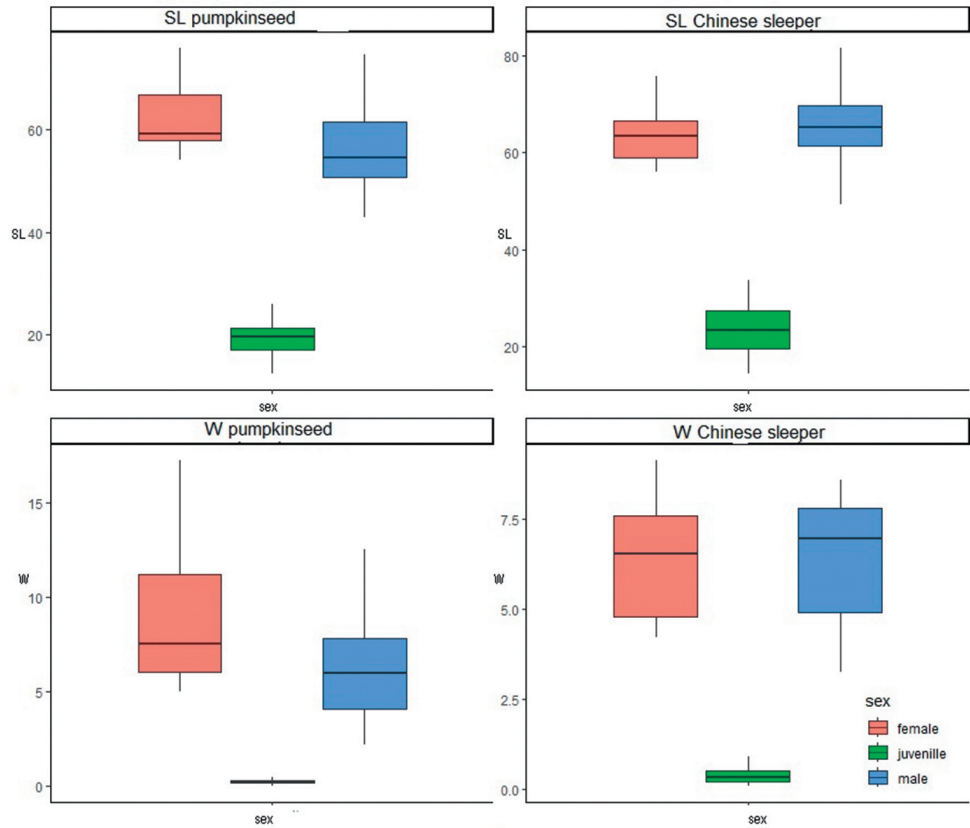 SL pumpkinseed
60
40
20
SL
sex
SL Chinese sleeper
80
60
40
20
SL
sex
W pumpkinseed
15
10
5
0
W
sex
W Chinese sleeper
7.5
5.0
2.5
0.0
W
sex
sex
female
juvenille
male